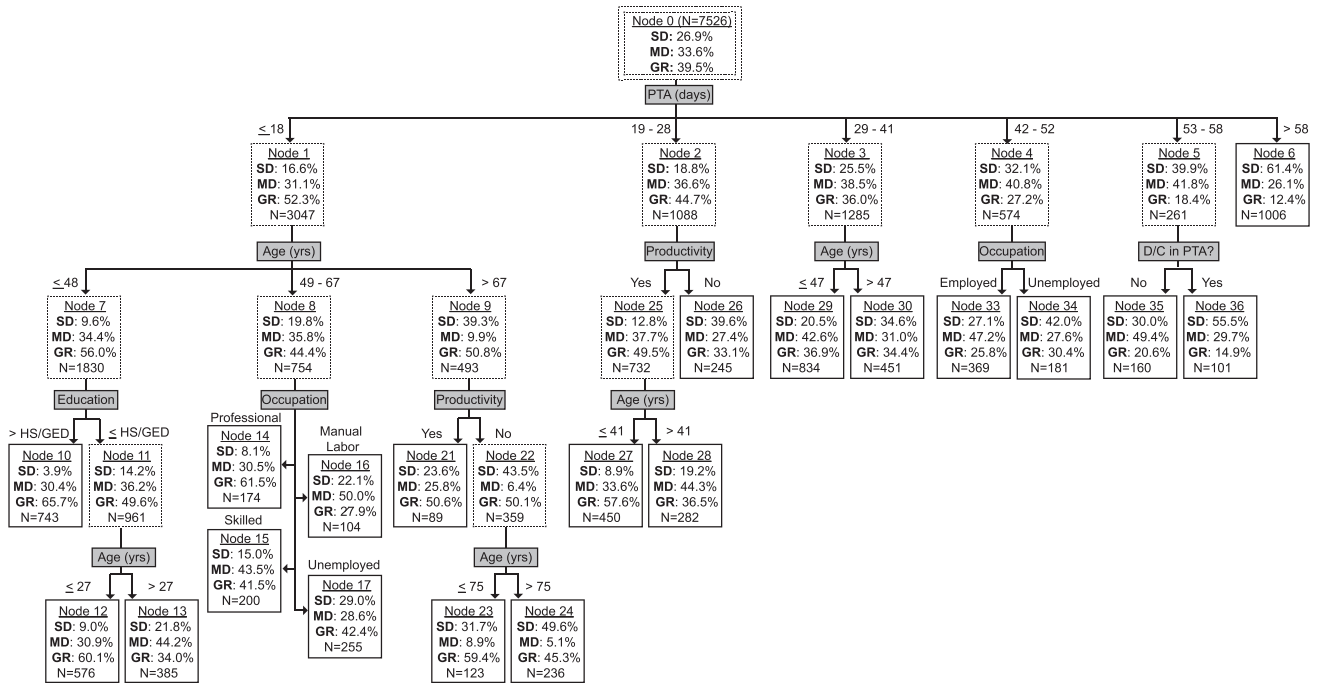 Node 0 (N=7526)
SD: 26.9%
MD: 33.6%
GR: 39.5%
PTA (days)
≤ 18
19 - 28
29 - 41
42 - 52
53 - 58
> 58
Node 1
SD: 16.6%
MD: 31.1%
GR: 52.3%
N=3047
Node 2
SD: 18.8%
MD: 36.6%
GR: 44.7%
N=1088
Node 3
SD: 25.5%
MD: 38.5%
GR: 36.0%
N=1285
Node 4
SD: 32.1%
MD: 40.8%
GR: 27.2%
N=574
Node 5
SD: 39.9%
MD: 41.8%
GR: 18.4%
N=261
Node 6
SD: 61.4%
MD: 26.1%
GR: 12.4%
N=1006
Age (yrs)
Productivity
Age (yrs)
Occupation
D/C in PTA?
≤ 48
49 - 67
> 67
Yes
No
≤ 47
> 47
Employed
Unemployed
No
Yes
Node 7
SD: 9.6%
MD: 34.4%
GR: 56.0%
N=1830
Node 8
SD: 19.8%
MD: 35.8%
GR: 44.4%
N=754
Node 9
SD: 39.3%
MD: 9.9%
GR: 50.8%
N=493
Node 25
SD: 12.8%
MD: 37.7%
GR: 49.5%
N=732
Node 26
SD: 39.6%
MD: 27.4%
GR: 33.1%
N=245
Node 29
SD: 20.5%
MD: 42.6%
GR: 36.9%
N=834
Node 30
SD: 34.6%
MD: 31.0%
GR: 34.4%
N=451
Node 33
SD: 27.1%
MD: 47.2%
GR: 25.8%
N=369
Node 34
SD: 42.0%
MD: 27.6%
GR: 30.4%
N=181
Node 35
SD: 30.0%
MD: 49.4%
GR: 20.6%
N=160
Node 36
SD: 55.5%
MD: 29.7%
GR: 14.9%
N=101
Education
Occupation
Productivity
Age (yrs)
> HS/GED
≤ HS/GED
Node 10
SD: 3.9%
MD: 30.4%
GR: 65.7%
N=743
Node 11
SD: 14.2%
MD: 36.2%
GR: 49.6%
N=961
Professional
Node 14
SD: 8.1%
MD: 30.5%
GR: 61.5%
N=174
Manual
Labor
Node 16
SD: 22.1%
MD: 50.0%
GR: 27.9%
N=104
Yes
No
Node 21
SD: 23.6%
MD: 25.8%
GR: 50.6%
N=89
Node 22
SD: 43.5%
MD: 6.4%
GR: 50.1%
N=359
≤ 41
> 41
Node 27
SD: 8.9%
MD: 33.6%
GR: 57.6%
N=450
Node 28
SD: 19.2%
MD: 44.3%
GR: 36.5%
N=282
Skilled
Node 15
SD: 15.0%
MD: 43.5%
GR: 41.5%
N=200
Unemployed
Node 17
SD: 29.0%
MD: 28.6%
GR: 42.4%
N=255
Age (yrs)
≤ 27
> 27
Node 12
SD: 9.0%
MD: 30.9%
GR: 60.1%
N=576
Node 13
SD: 21.8%
MD: 44.2%
GR: 34.0%
N=385
Age (yrs)
≤ 75
> 75
Node 23
SD: 31.7%
MD: 8.9%
GR: 59.4%
N=123
Node 24
SD: 49.6%
MD: 5.1%
GR: 45.3%
N=236